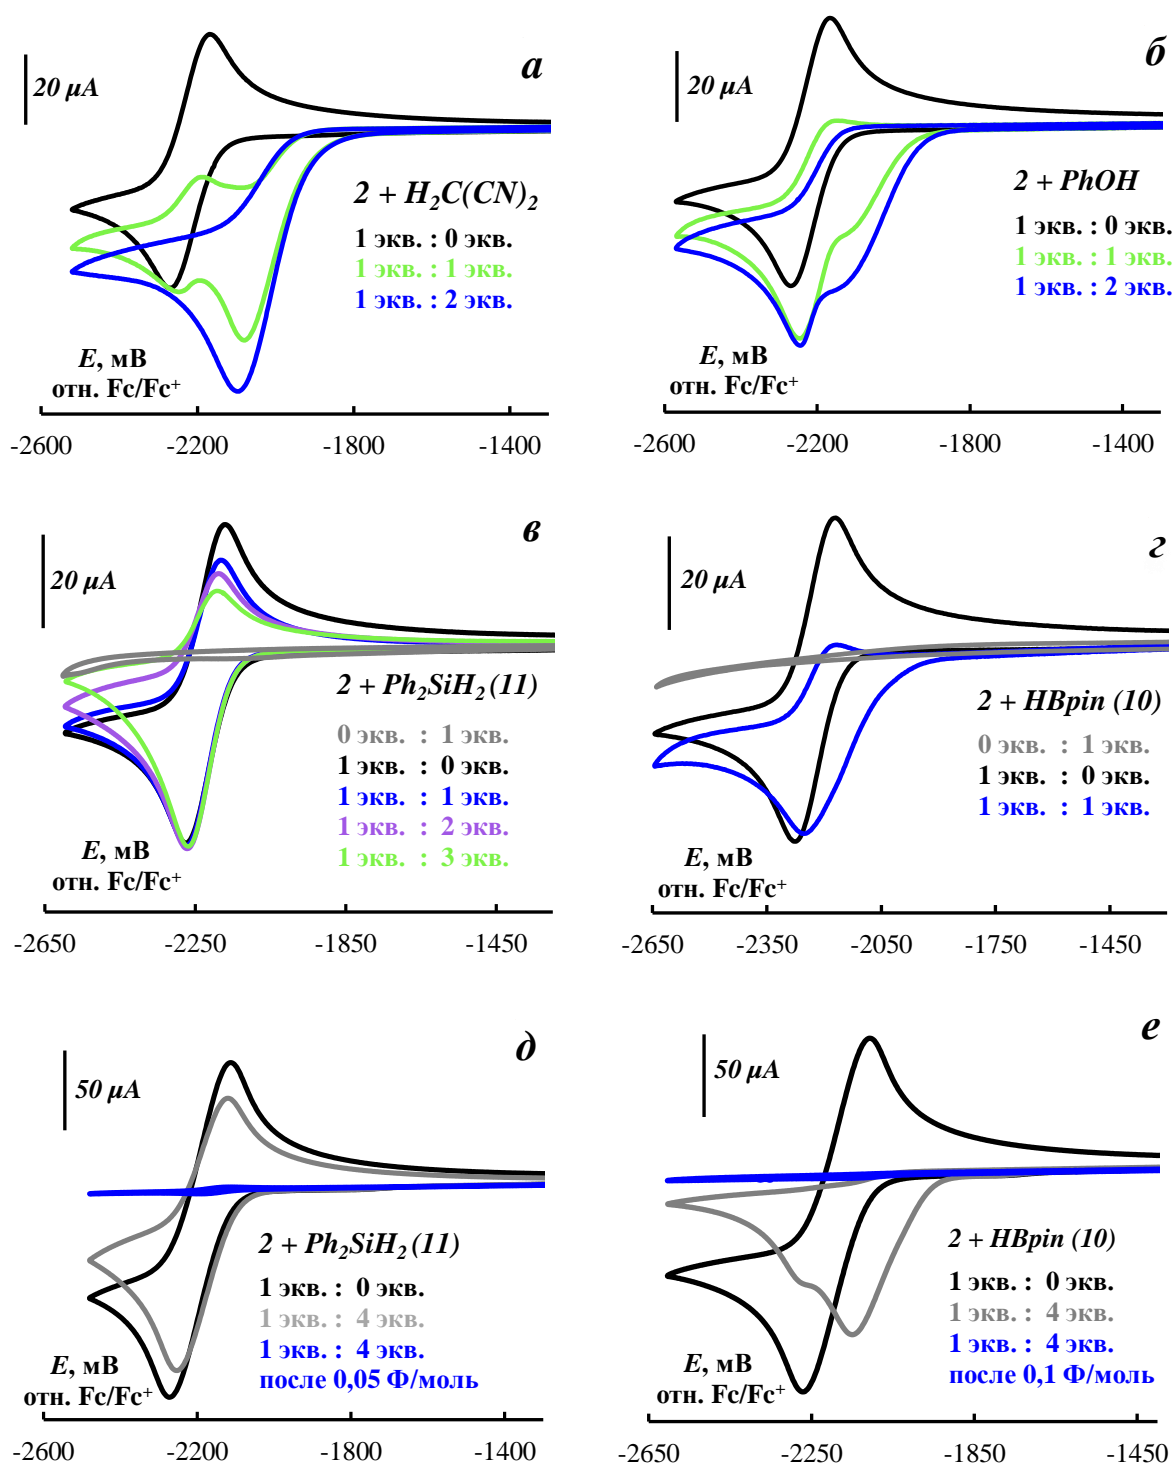 а
20 µA
2 + H2C(CN)2
1 экв. : 0 экв.
1 экв. : 1 экв.
1 экв. : 2 экв.
E, мВ
отн. Fc/Fc+
-2600 -2200 -1800 -1400
б
20 µA
2 + PhOH
1 экв. : 0 экв.
1 экв. : 1 экв.
1 экв. : 2 экв.
E, мВ
отн. Fc/Fc+
-2600 -2200 -1800 -1400
в
20 µA
2 + Ph2SiH2 (11)
0 экв. : 1 экв.
1 экв. : 0 экв.
1 экв. : 1 экв.
1 экв. : 2 экв.
1 экв. : 3 экв.
E, мВ
отн. Fc/Fc+
-2650 -2250 -1850 -1450
г
20 µA
2 + HBpin (10)
0 экв. : 1 экв.
1 экв. : 0 экв.
1 экв. : 1 экв.
E, мВ
отн. Fc/Fc+
-2650 -2350 -2050 -1750 -1450
д
50 µA
2 + Ph2SiH2 (11)
1 экв. : 0 экв.
1 экв. : 4 экв.
1 экв. : 4 экв.
после 0,05 Ф/моль
E, мВ
отн. Fc/Fc+
-2600 -2200 -1800 -1400
е
50 µA
2 + HBpin (10)
1 экв. : 0 экв.
1 экв. : 4 экв.
1 экв. : 4 экв.
после 0,1 Ф/моль
E, мВ
отн. Fc/Fc+
-2650 -2250 -1850 -1450